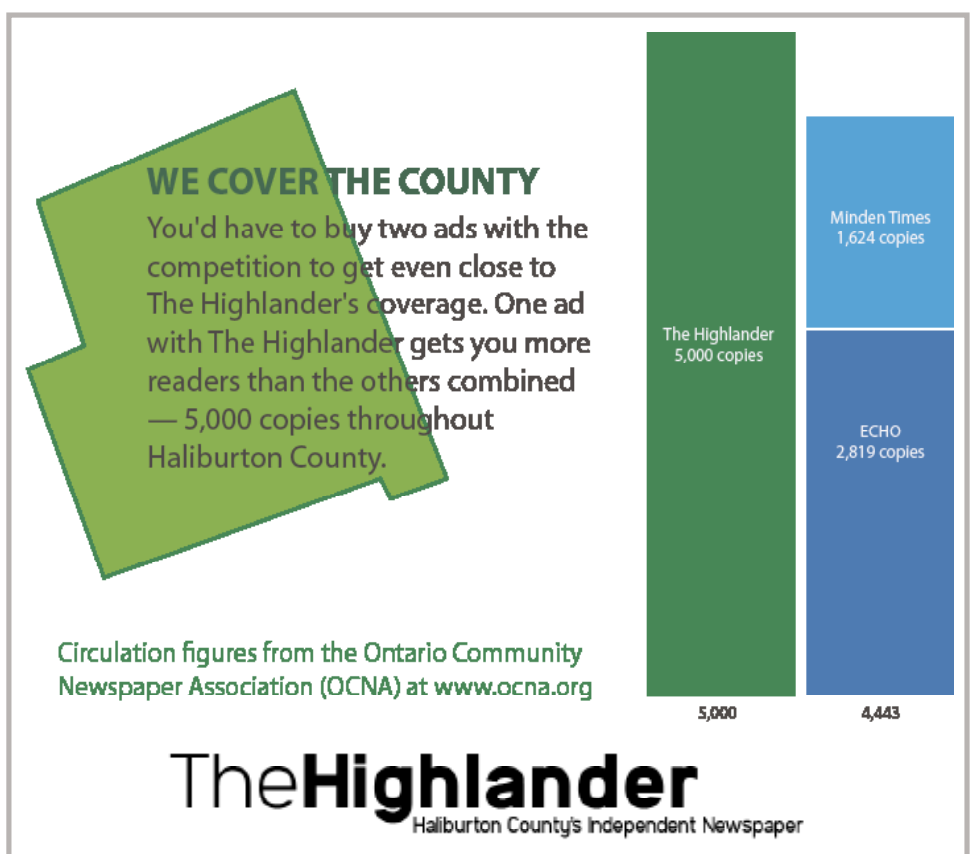 WE COVER THE COUNTY
You'd have to buy two ads with the
competition to get even close to
The Highlander's coverage. One ad
with The Highlander gets you more
readers than the others combined
— 5,000 copies throughout
Haliburton County.
Circulation figures from the Ontario Community
Newspaper Association (OCNA) at www.ocna.org
The Highlander
5,000 copies
5,000
Minden Times
1,624 copies
ECHO
2,819 copies
4,443
TheHighlander
Haliburton County's Independent Newspaper